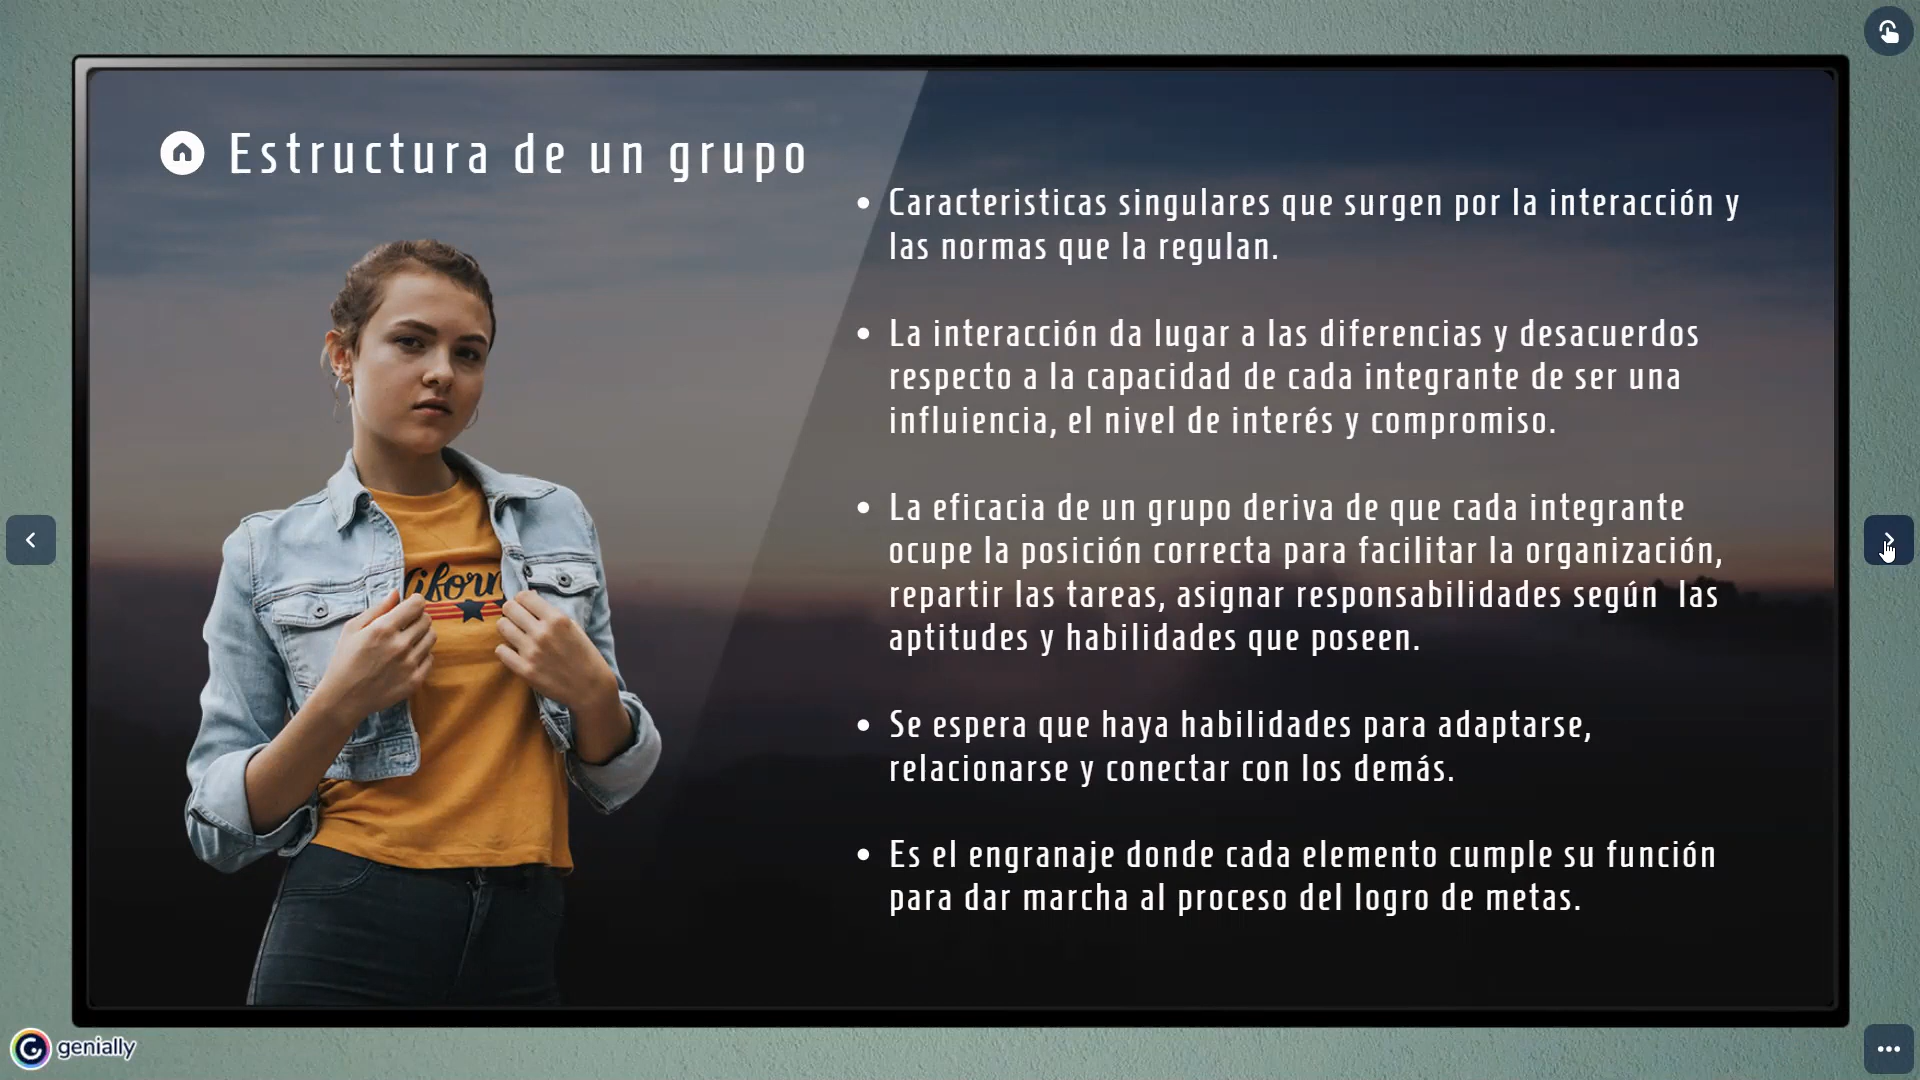 Estructura de un grupo
• Caracteristicas singulares que surgen por la interacción y
las normas que la regulan.
• La interacción da lugar a las diferencias y desacuerdos
respecto a la capacidad de cada integrante de ser una
influiencia, el nivel de interés y compromiso.
• La eficacia de un grupo deriva de que cada integrante
ocupe la posición correcta para facilitar la organización,
repartir las tareas, asignar responsabilidades según  las
aptitudes y habilidades que poseen.
• Se espera que haya habilidades para adaptarse,
relacionarse y conectar con los demás.
• Es el engranaje donde cada elemento cumple su función
para dar marcha al proceso del logro de metas.
genially